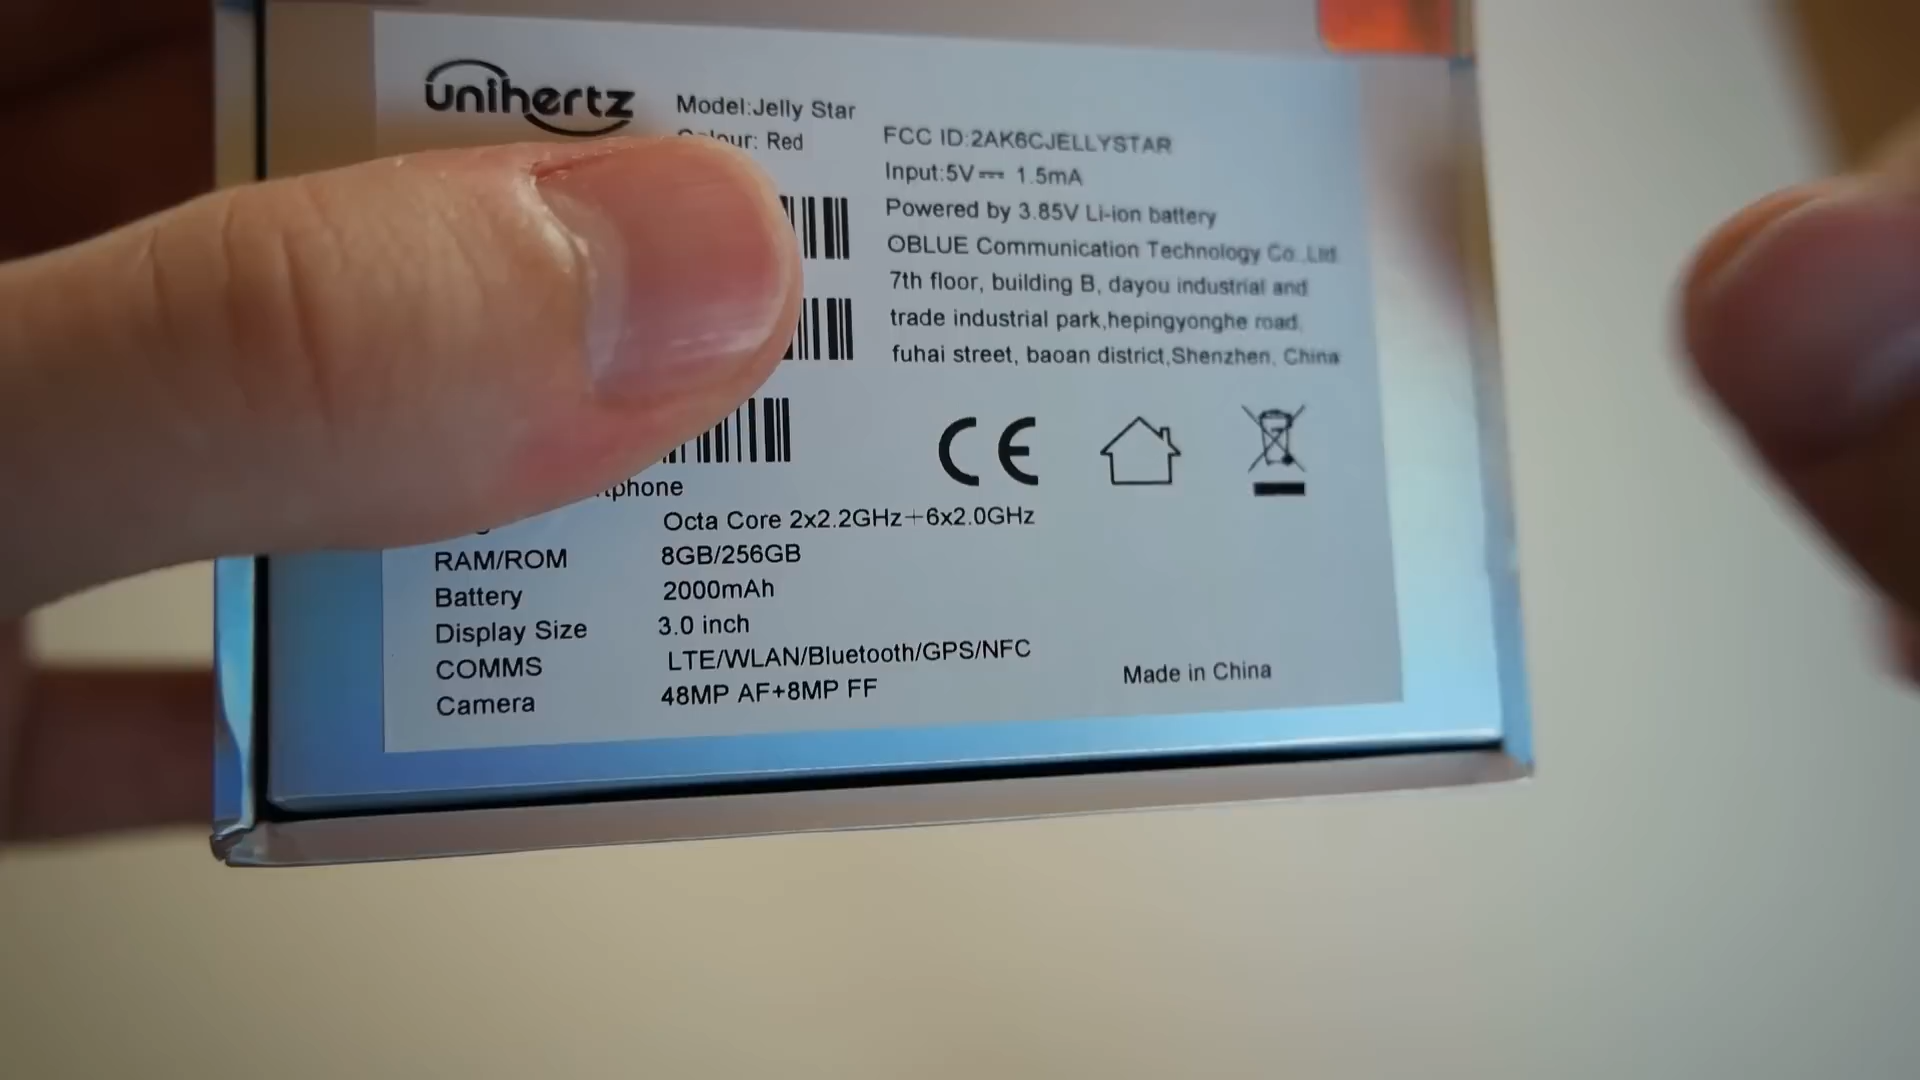 unihertz
Model:Jelly Star
Colour: Red
FCC ID:2AK6CJELLYSTAR
Input:5V⎓ 1.5mA
Powered by 3.85V Li-ion battery
OBLUE Communication Technology Co.,Ltd
7th floor, building B, dayou industrial and
trade industrial park,hepingyonghe road,
fuhai street, baoan district,Shenzhen, China
CE
phone
Octa Core 2x2.2GHz+6x2.0GHz
RAM/ROM 8GB/256GB
Battery 2000mAh
Display Size 3.0 inch
COMMS LTE/WLAN/Bluetooth/GPS/NFC
Camera 48MP AF+8MP FF
Made in China